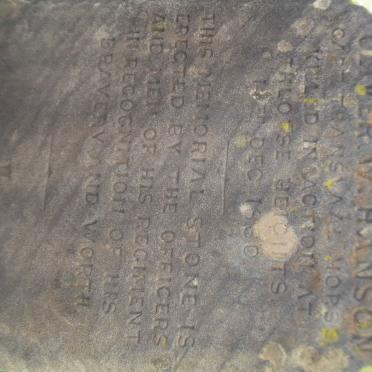 W. HANSON
KILLED IN ACTION AT
HEIGHTS
DEC
THIS MEMORIAL STONE IS
ERECTED BY THE OFFICERS
AND MEN OF HIS REGIMENT
IN RECOGNITION OF HIS
BRAVERY AND WORTH